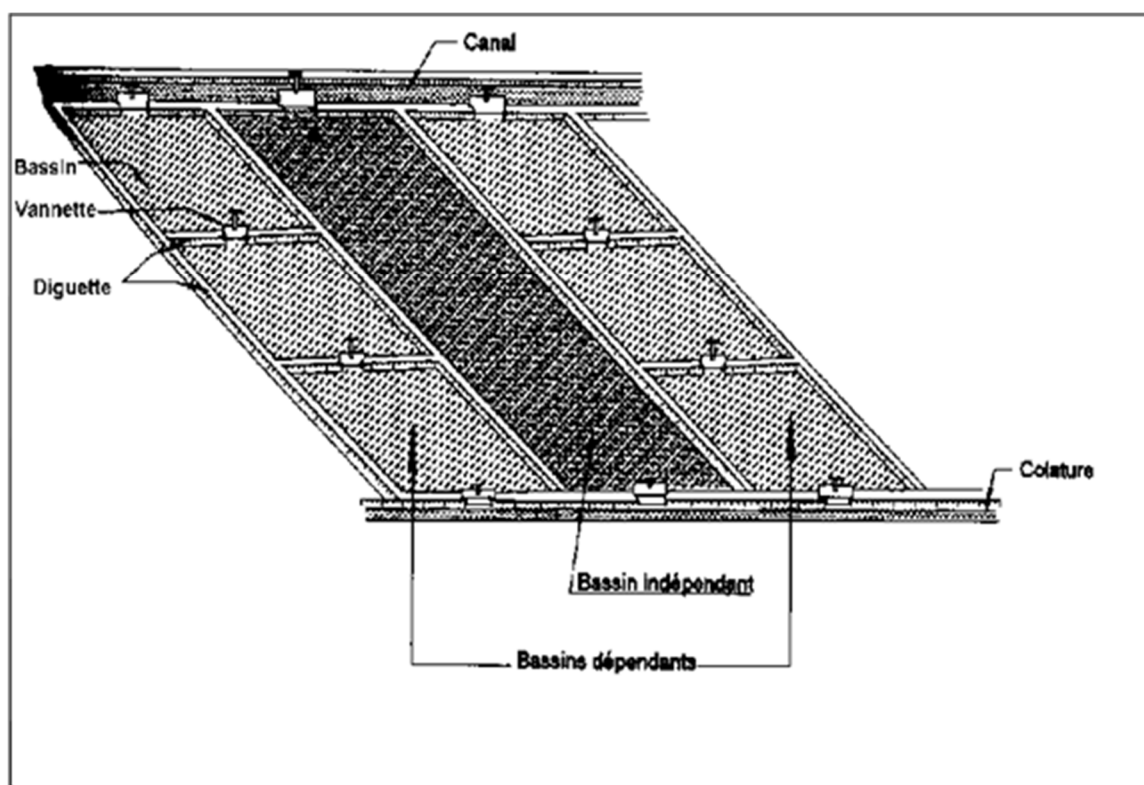 Canal
Bassin
Vannette
Diguette
Colature
Bassin Indépendant
Bassins dépendants